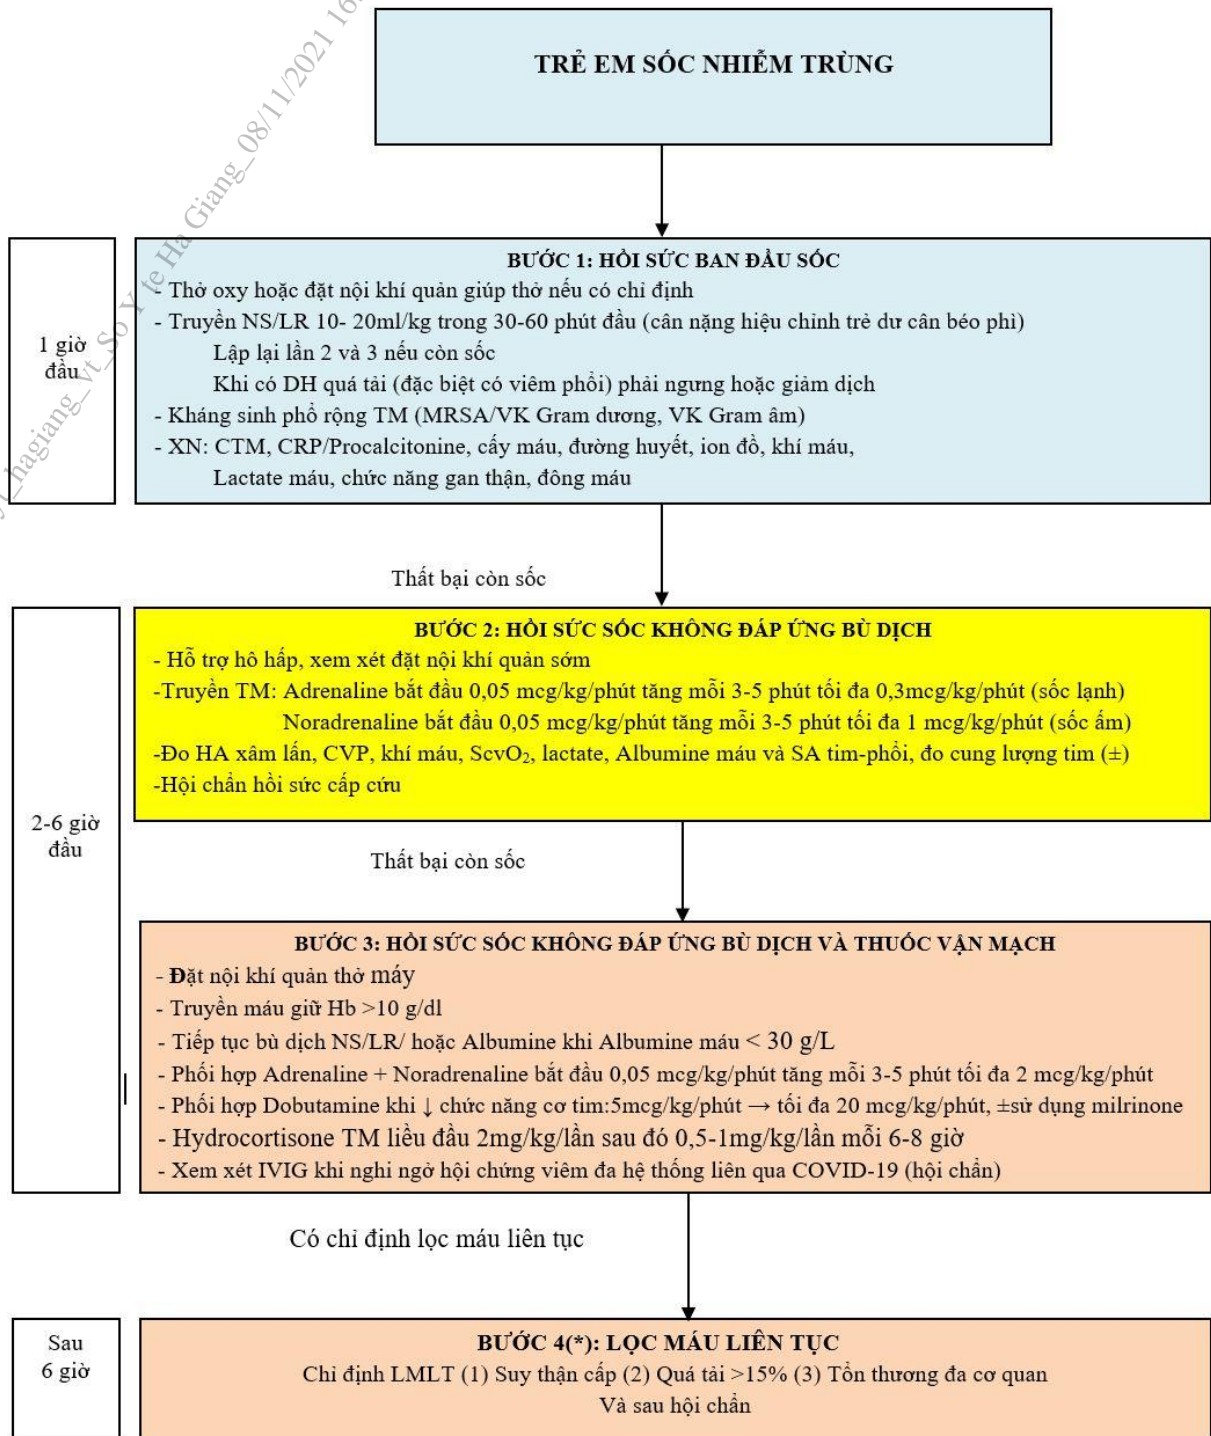 TRẺ EM SỐC NHIỄM TRÙNG
1 giờ
đầu
BƯỚC 1: HỒI SỨC BAN ĐẦU SỐC
- Thở oxy hoặc đặt nội khí quản giúp thở nếu có chỉ định
- Truyền NS/LR 10- 20ml/kg trong 30-60 phút đầu (cân nặng hiệu chỉnh trẻ dư cân béo phì)
Lập lại lần 2 và 3 nếu còn sốc
Khi có DH quá tải (đặc biệt có viêm phổi) phải ngưng hoặc giảm dịch
- Kháng sinh phổ rộng TM (MRSA/VK Gram dương, VK Gram âm)
- XN: CTM, CRP/Procalcitonine, cấy máu, đường huyết, ion đồ, khí máu,
Lactate máu, chức năng gan thận, đông máu
Thất bại còn sốc
2-6 giờ
đầu
BƯỚC 2: HỒI SỨC SỐC KHÔNG ĐÁP ỨNG BÙ DỊCH
- Hỗ trợ hô hấp, xem xét đặt nội khí quản sớm
-Truyền TM: Adrenaline bắt đầu 0,05 mcg/kg/phút tăng mỗi 3-5 phút tối đa 0,3mcg/kg/phút (sốc lạnh)
Noradrenaline bắt đầu 0,05 mcg/kg/phút tăng mỗi 3-5 phút tối đa 1 mcg/kg/phút (sốc ấm)
-Đo HA xâm lấn, CVP, khí máu, ScvO₂, lactate, Albumine máu và SA tim-phổi, đo cung lượng tim (±)
-Hội chẩn hồi sức cấp cứu
Thất bại còn sốc
BƯỚC 3: HỒI SỨC SỐC KHÔNG ĐÁP ỨNG BÙ DỊCH VÀ THUỐC VẬN MẠCH
- Đặt nội khí quản thở máy
- Truyền máu giữ Hb >10 g/dl
- Tiếp tục bù dịch NS/LR/ hoặc Albumine khi Albumine máu < 30 g/L
- Phối hợp Adrenaline + Noradrenaline bắt đầu 0,05 mcg/kg/phút tăng mỗi 3-5 phút tối đa 2 mcg/kg/phút
- Phối hợp Dobutamine khi ↓ chức năng cơ tim:5mcg/kg/phút → tối đa 20 mcg/kg/phút, ±sử dụng milrinone
- Hydrocortisone TM liều đầu 2mg/kg/lần sau đó 0,5-1mg/kg/lần mỗi 6-8 giờ
- Xem xét IVIG khi nghi ngờ hội chứng viêm đa hệ thống liên qua COVID-19 (hội chẩn)
Có chỉ định lọc máu liên tục
Sau
6 giờ
BƯỚC 4(*): LỌC MÁU LIÊN TỤC
Chỉ định LMLT (1) Suy thận cấp (2) Quá tải >15% (3) Tổn thương đa cơ quan
Và sau hội chẩn
hagiang_vt_So Y te Ha Giang_08/11/2021